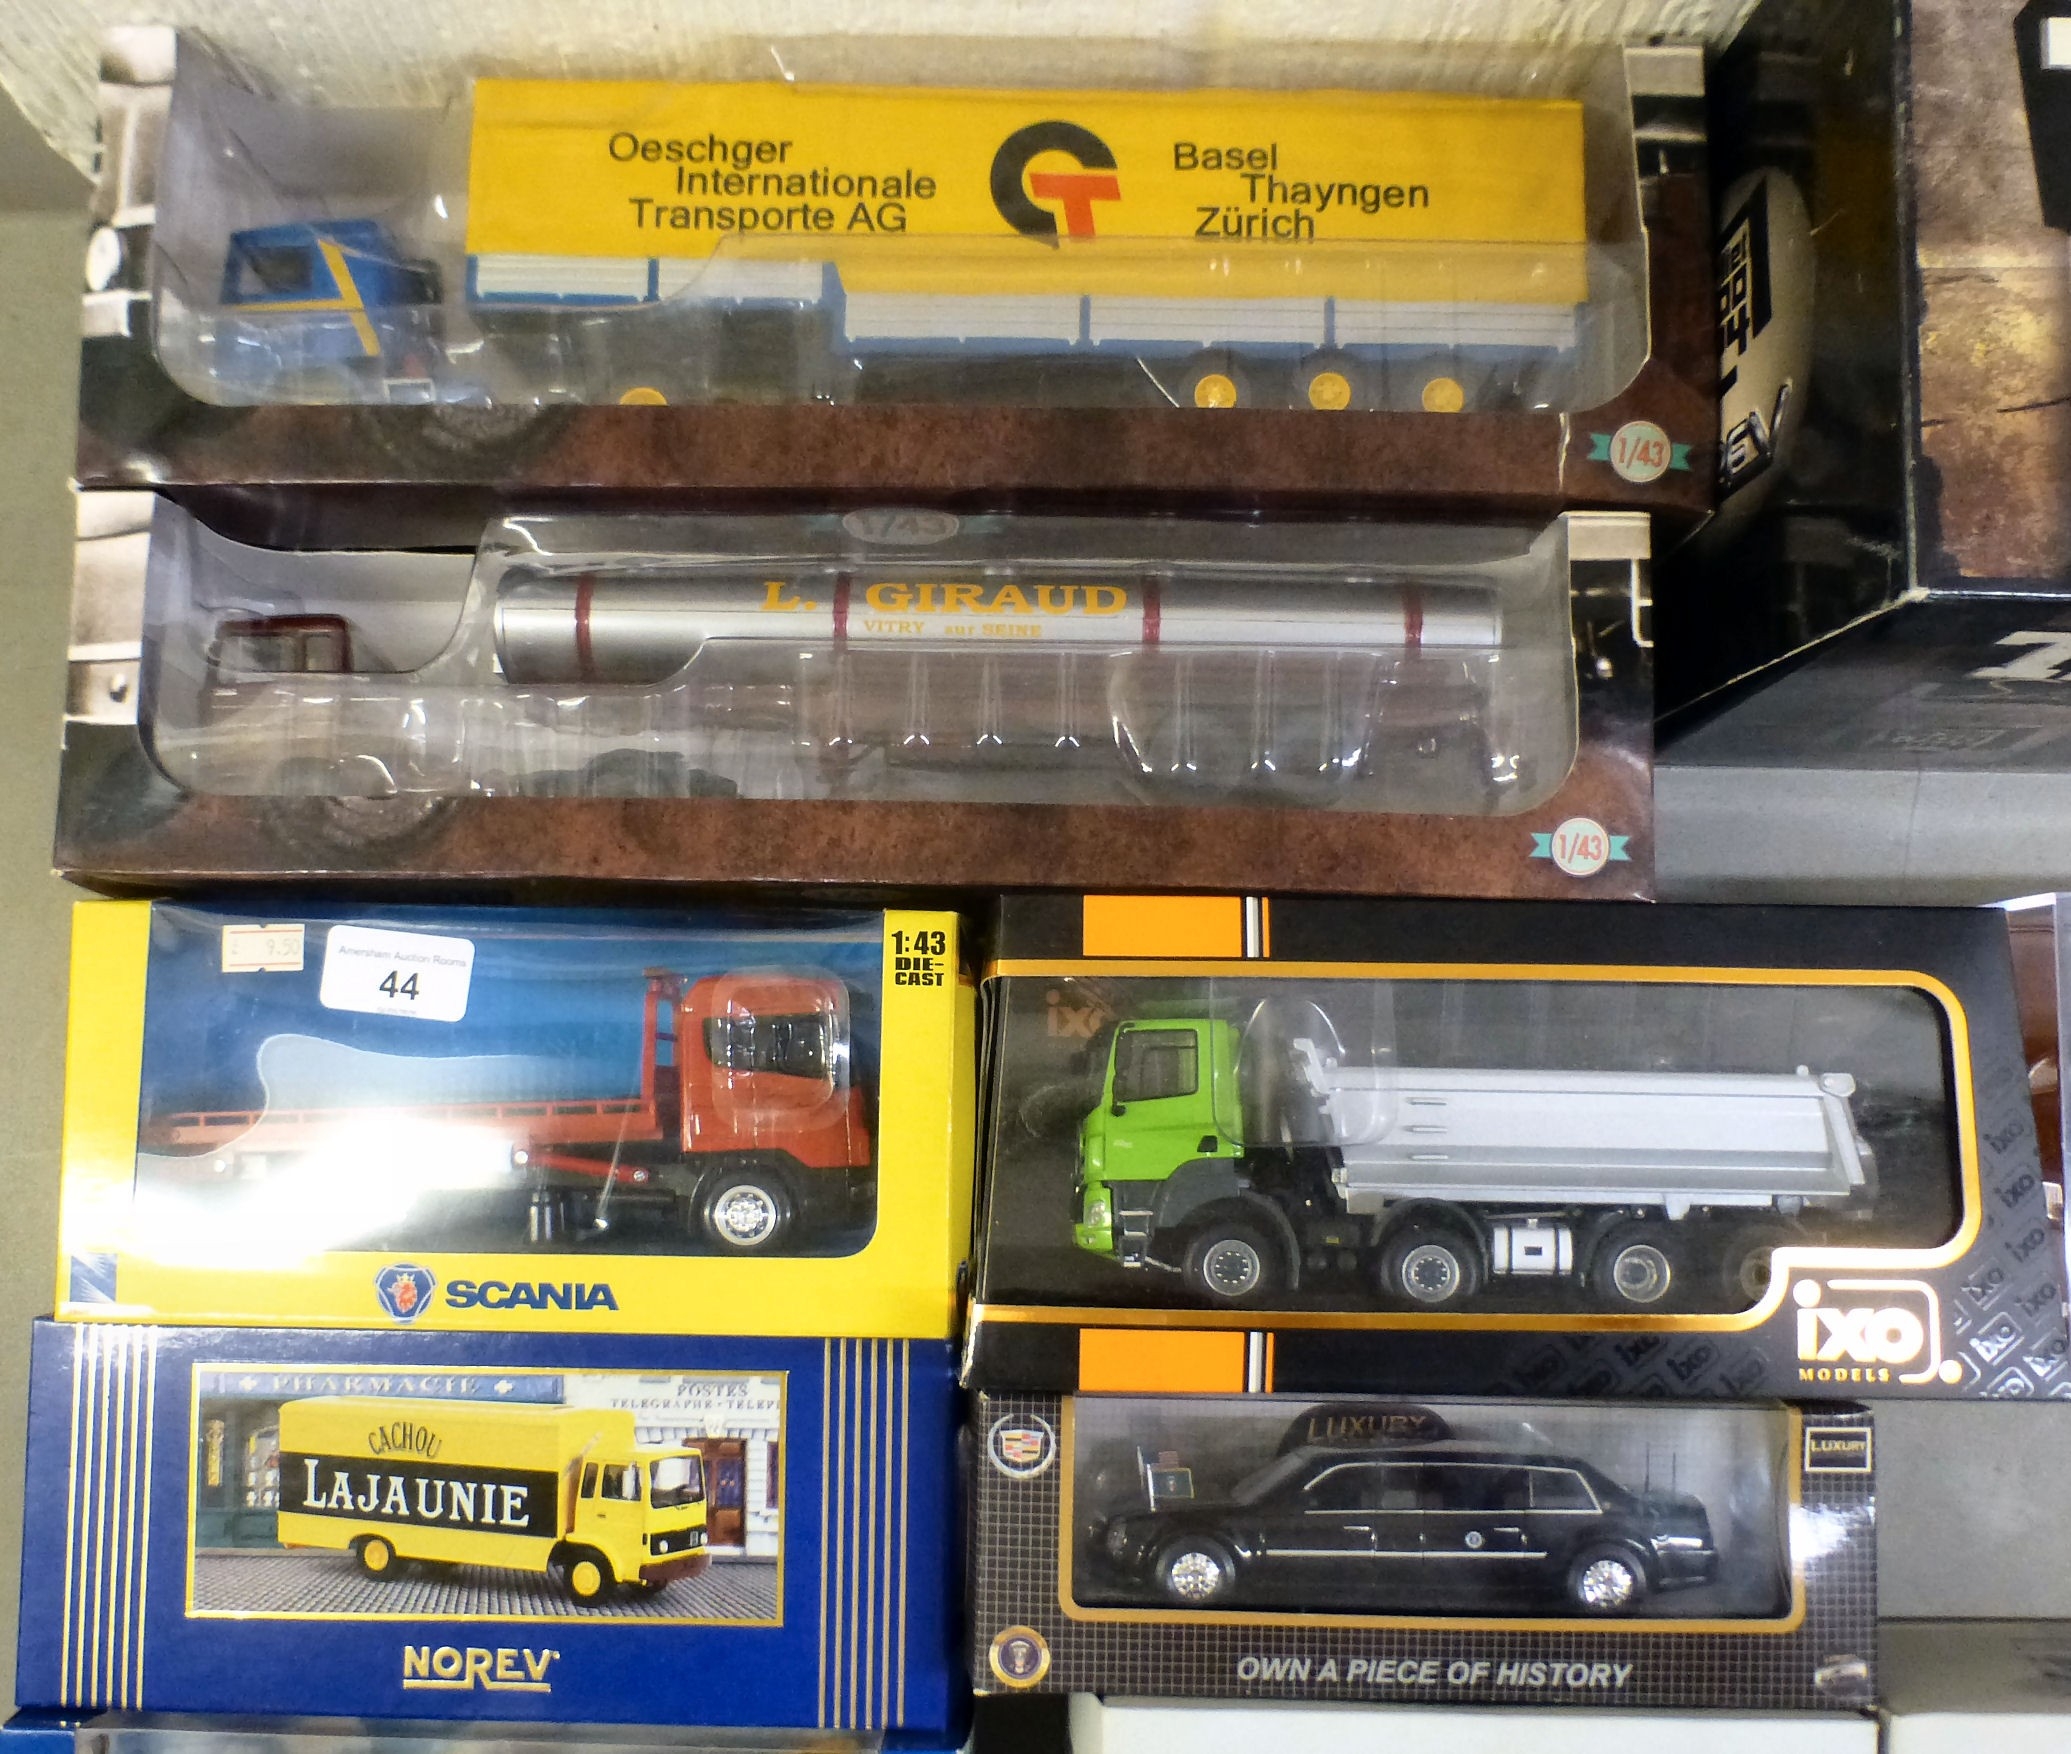 Oeschger
Internationale
Transporte AG
Basel
Thayngen
Zürich
1/43
1/43
L. GIRAUD
VITRY sur SEINE
1/43
£ 9.50
Amersham Auction Rooms
44
1:43
DIE-
CAST
SCANIA
ixo
MODELS
PHARMACIE
POSTES
CACHOU
LAJAUNIE
NOREV
LUXURY
LUXURY
OWN A PIECE OF HISTORY